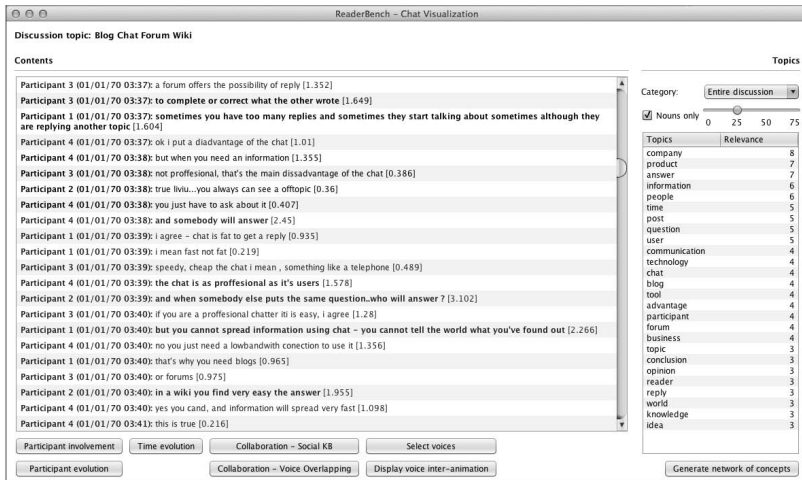 ReaderBench – Chat Visualization
Discussion topic: Blog Chat Forum Wiki
Contents
Participant 3 (01/01/70 03:37): a forum offers the possibility of reply [1.352]
Participant 3 (01/01/70 03:37): to complete or correct what the other wrote [1.649]
Participant 1 (01/01/70 03:37): sometimes you have too many replies and sometimes they start talking about sometimes although they
are replying another topic [1.604]
Participant 4 (01/01/70 03:37): ok i put a diadvantage of the chat [1.01]
Participant 4 (01/01/70 03:38): but when you need an information [1.355]
Participant 3 (01/01/70 03:38): not proffesional, that's the main dissadvantage of the chat [0.386]
Participant 2 (01/01/70 03:38): true liviu...you always can see a offtopic [0.36]
Participant 4 (01/01/70 03:38): you just have to ask about it [0.407]
Participant 4 (01/01/70 03:38): and somebody will answer [2.45]
Participant 1 (01/01/70 03:39): i agree – chat is fat to get a reply [0.935]
Participant 1 (01/01/70 03:39): i mean fast not fat [0.219]
Participant 3 (01/01/70 03:39): speedy, cheap the chat i mean , something like a telephone [0.489]
Participant 4 (01/01/70 03:39): the chat is as proffesional as it's users [1.578]
Participant 2 (01/01/70 03:39): and when somebody else puts the same question..who will answer ? [3.102]
Participant 3 (01/01/70 03:40): if you are a proffesional chatter iti is easy, i agree [1.28]
Participant 1 (01/01/70 03:40): but you cannot spread information using chat – you cannot tell the world what you've found out [2.266]
Participant 4 (01/01/70 03:40): no you just need a lowbandwith conection to use it [1.356]
Participant 1 (01/01/70 03:40): that's why you need blogs [0.965]
Participant 3 (01/01/70 03:40): or forums [0.975]
Participant 2 (01/01/70 03:40): in a wiki you find very easy the answer [1.955]
Participant 4 (01/01/70 03:40): yes you cand, and information will spread very fast [1.098]
Participant 4 (01/01/70 03:41): this is true [0.216]
Participant involvement Time evolution Collaboration – Social KB Select voices
Participant evolution Collaboration – Voice Overlapping Display voice inter-animation
Topics
Category: Entire discussion
Nouns only
0 25 50 75
Topics Relevance
company 8
product 7
answer 7
information 6
people 6
time 5
post 5
question 5
user 5
communication 4
technology 4
chat 4
blog 4
tool 4
advantage 4
participant 4
forum 4
business 4
topic 3
conclusion 3
opinion 3
reader 3
reply 3
world 3
knowledge 3
idea 3
Generate network of concepts